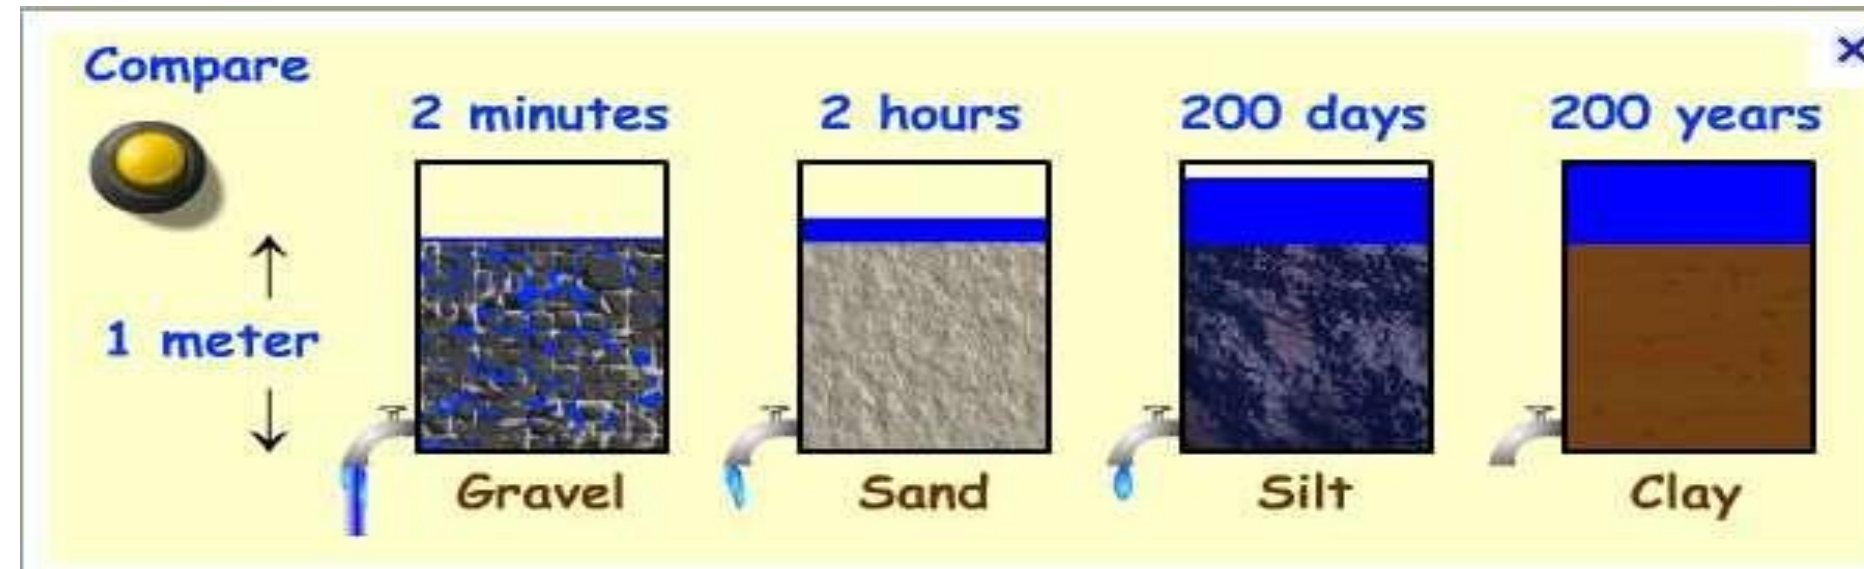 Compare
2 minutes 2 hours 200 days 200 years
1 meter
Gravel Sand Silt Clay